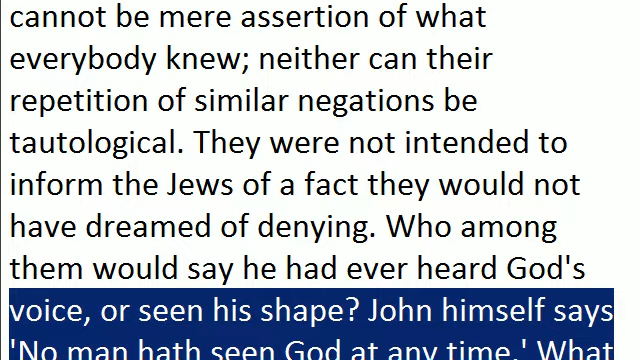 cannot be mere assertion of what
everybody knew; neither can their
repetition of similar negations be
tautological. They were not intended to
inform the Jews of a fact they would not
have dreamed of denying. Who among
them would say he had ever heard God's
voice, or seen his shape? John himself says
'No man hath seen God at any time.' What